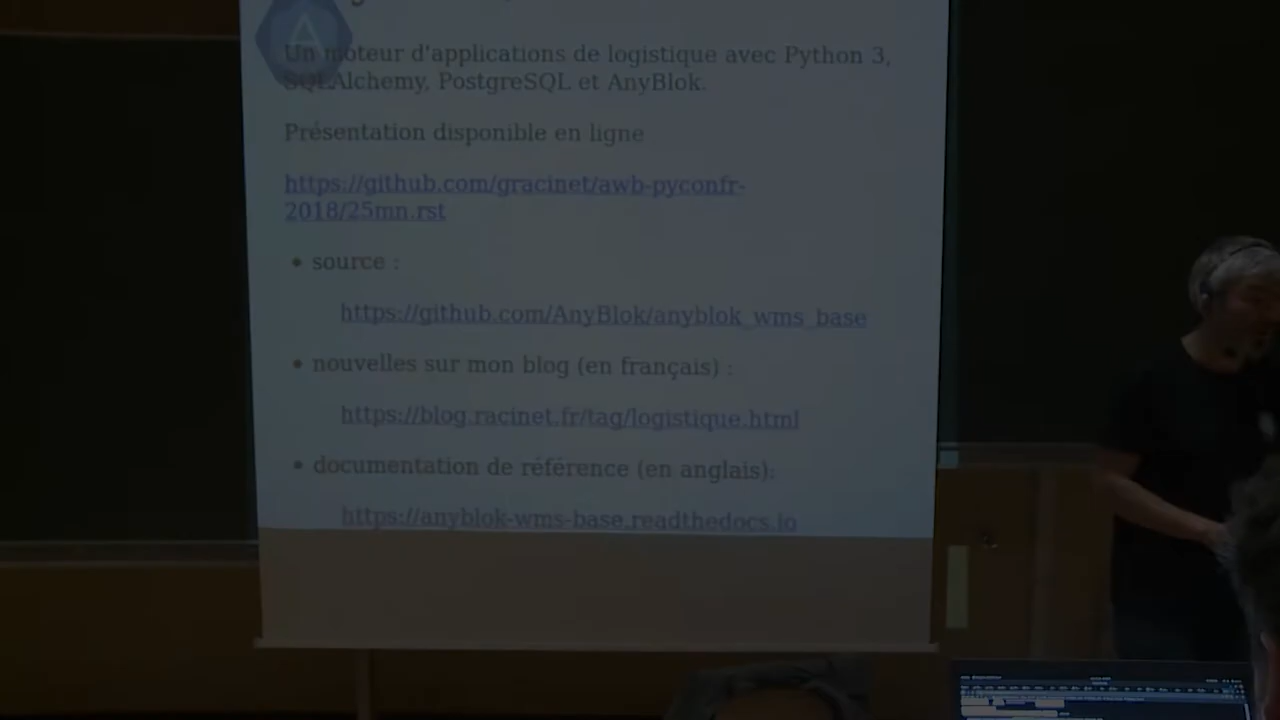 Un moteur d'applications de logistique avec Python 3,
SQLAlchemy, PostgreSQL et AnyBlok.
Présentation disponible en ligne
https://github.com/gracinet/awb-pyconfr-
2018/25mn.rst
• source :
https://github.com/AnyBlok/anyblok_wms_base
• nouvelles sur mon blog (en français) :
https://blog.racinet.fr/tag/logistique.html
• documentation de référence (en anglais):
https://anyblok-wms-base.readthedocs.io